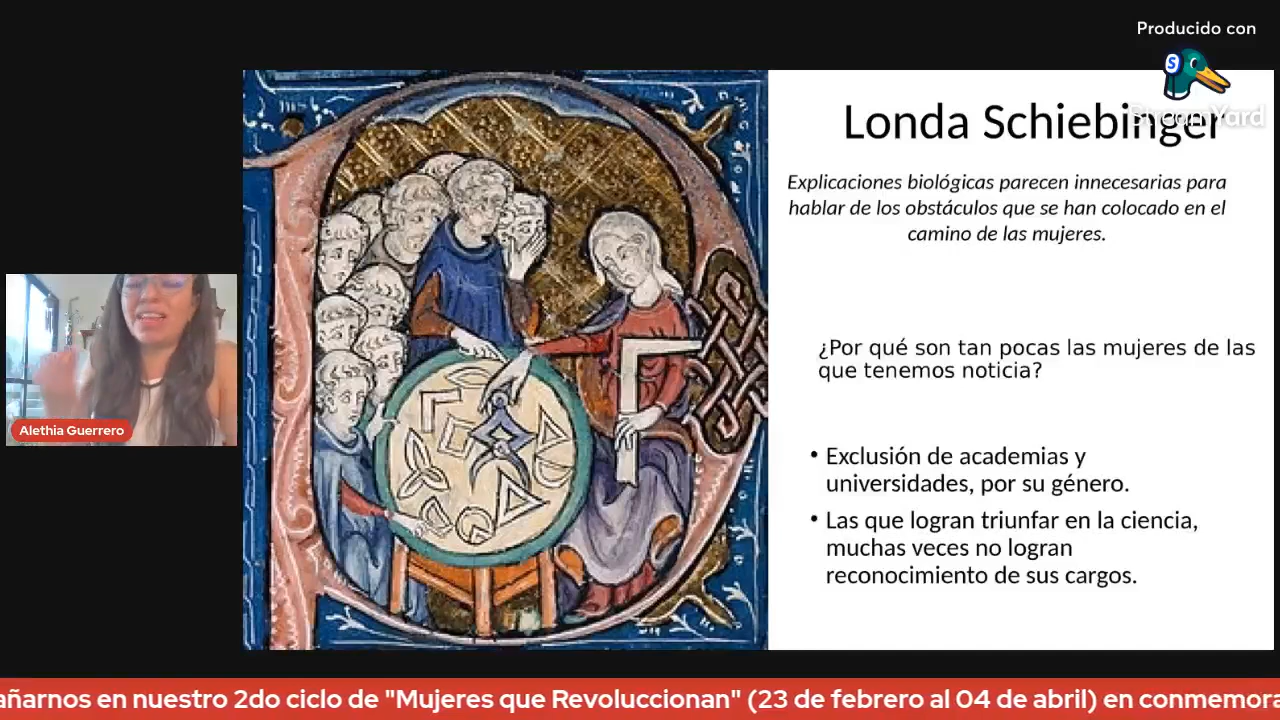 Producido con
StreamYard
Londa Schiebinger
Explicaciones biológicas parecen innecesarias para
hablar de los obstáculos que se han colocado en el
camino de las mujeres.
¿Por qué son tan pocas las mujeres de las
que tenemos noticia?
• Exclusión de academias y
universidades, por su género.
• Las que logran triunfar en la ciencia,
muchas veces no logran
reconocimiento de sus cargos.
Alethia Guerrero
añarnos en nuestro 2do ciclo de "Mujeres que Revoluccionan" (23 de febrero al 04 de abril) en conmemora